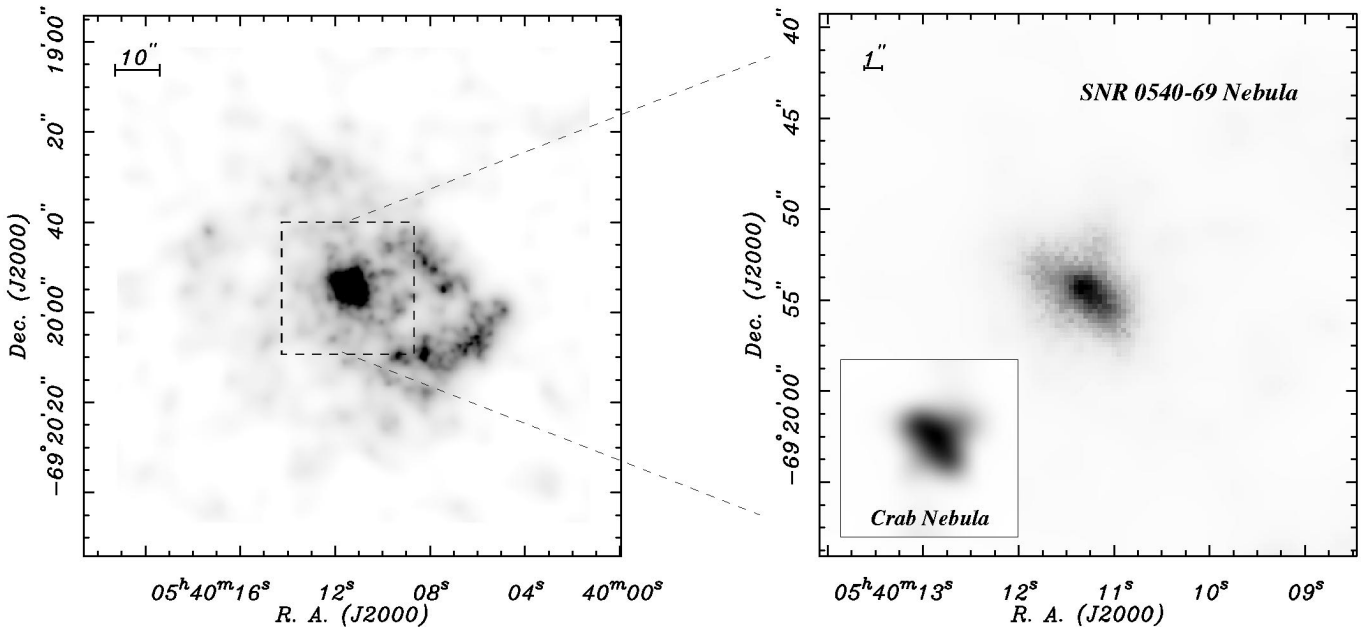 10"
19'00"
20"
40"
20'00"
20"
−69°20'20"
40"
Dec. (J2000)
05ʰ40ᵐ16ˢ 12ˢ 08ˢ 04ˢ 40ᵐ00ˢ
R. A. (J2000)
1"
SNR 0540-69 Nebula
40"
45"
50"
55"
−69°20'00"
Dec. (J2000)
Crab Nebula
05ʰ40ᵐ13ˢ 12ˢ 11ˢ 10ˢ 09ˢ
R. A. (J2000)